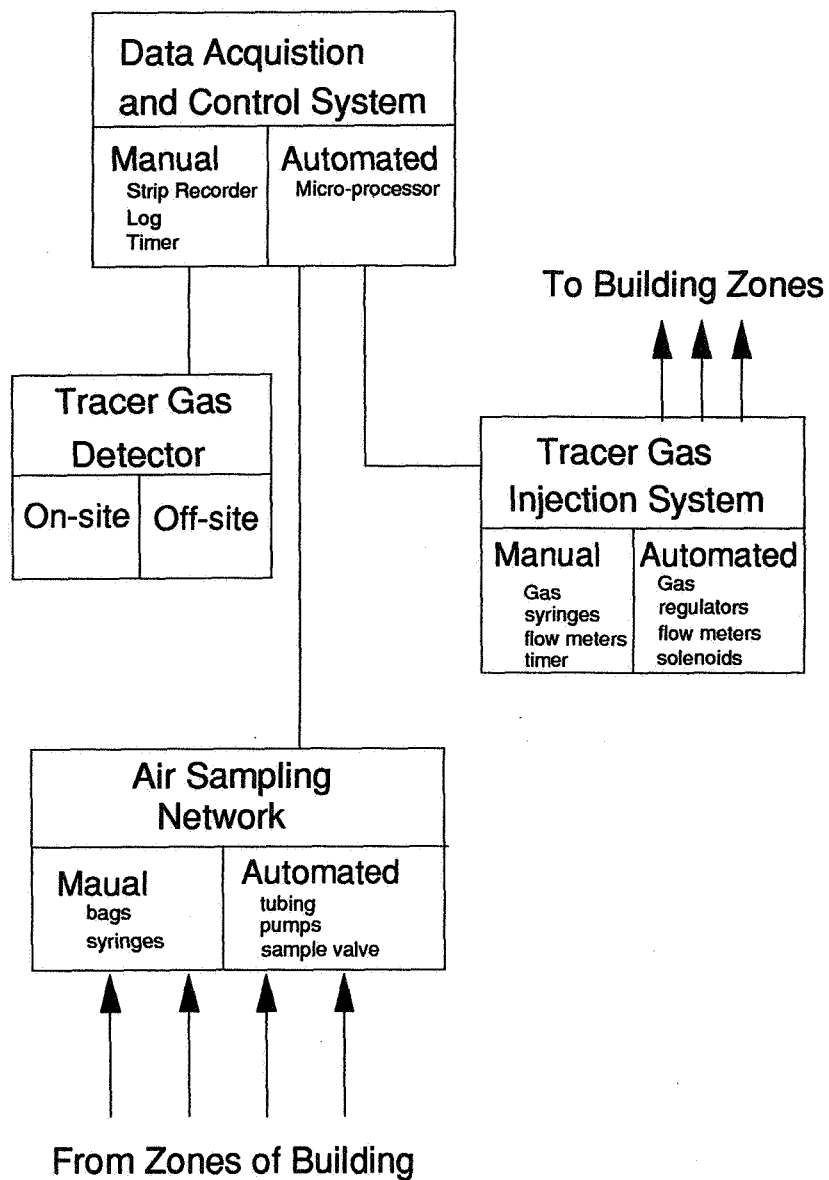 Data Acquistion
and Control System
Manual
Strip Recorder
Log
Timer
Automated
Micro-processor
To Building Zones
Tracer Gas
Detector
On-site
Off-site
Tracer Gas
Injection System
Manual
Gas
syringes
flow meters
timer
Automated
Gas
regulators
flow meters
solenoids
Air Sampling
Network
Maual
bags
syringes
Automated
tubing
pumps
sample valve
From Zones of Building